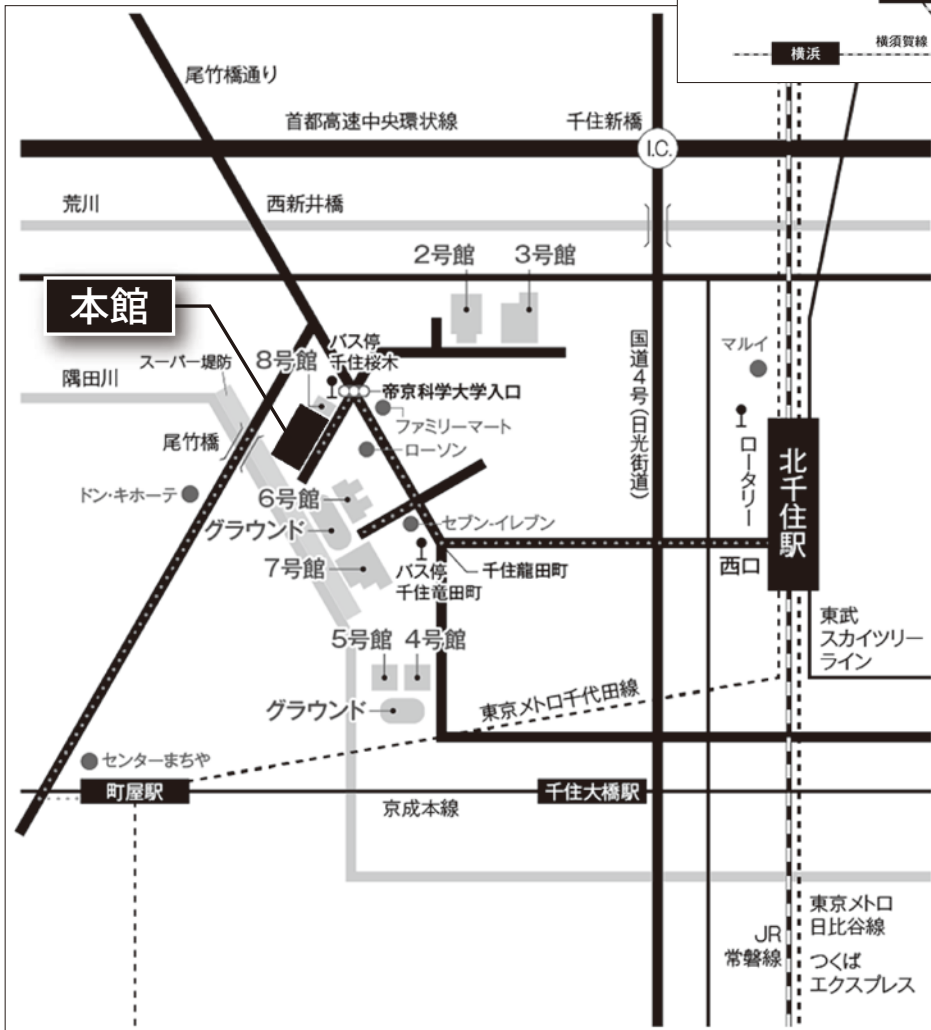 横浜
横須賀線
尾竹橋通り
首都高速中央環状線
千住新橋
I.C.
荒川
西新井橋
2号館
3号館
本館
バス停
千住桜木
スーパー堤防
8号館
隅田川
帝京科学大学入口
国道4号(日光街道)
マルイ
ファミリーマート
尾竹橋
ローソン
ロータリー
北千住駅
ドン・キホーテ
6号館
グラウンド
セブン-イレブン
7号館
バス停
千住竜田町
千住龍田町
西口
東武
スカイツリー
ライン
5号館
4号館
グラウンド
東京メトロ千代田線
センターまちや
町屋駅
千住大橋駅
京成本線
JR
常磐線
東京メトロ
日比谷線
つくば
エクスプレス